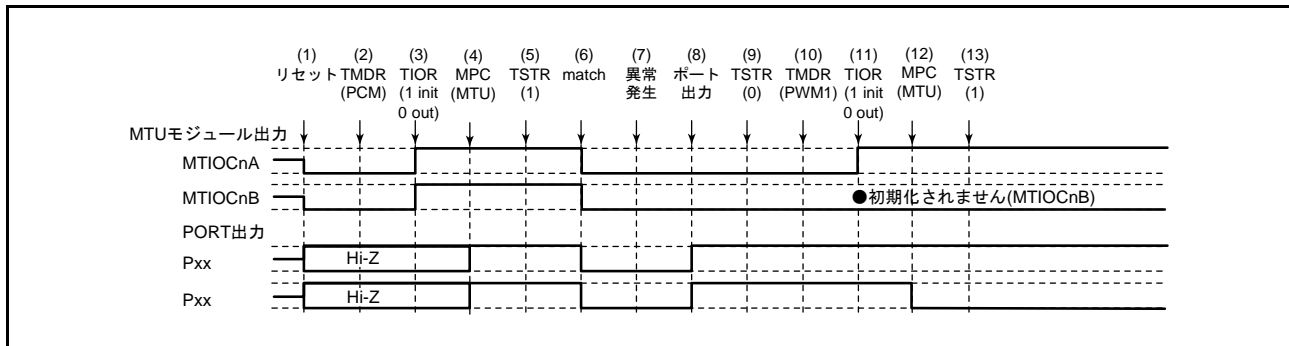 (1) (2) (3) (4) (5) (6) (7) (8) (9) (10) (11) (12) (13)
リセット TMDR TIOR MPC TSTR match 異常 ポート TSTR TMDR TIOR MPC TSTR
(PCM) (1 init (MTU) (1) 発生 出力 (0) (PWM1) (1 init (MTU) (1)
0 out) 0 out)
MTUモジュール出力
MTIOCnA
MTIOCnB ●初期化されません(MTIOCnB)
PORT出力
Pxx Hi-Z
Pxx Hi-Z